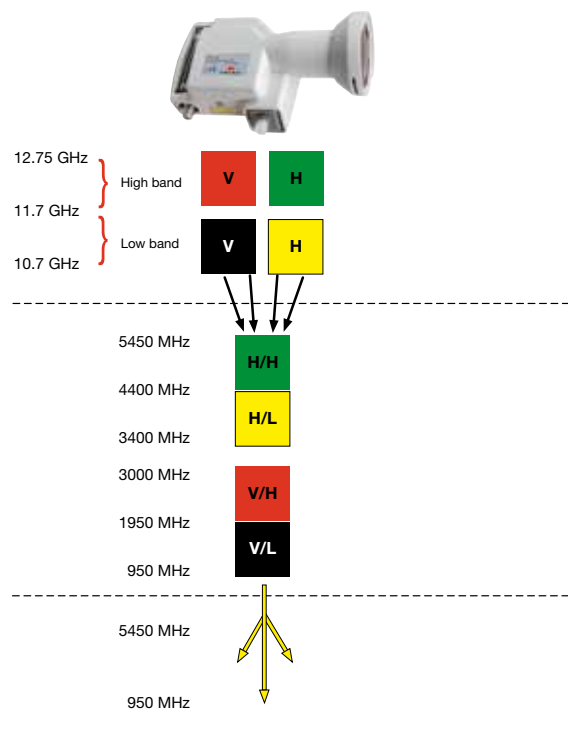 12.75 GHz
High band
V
H
11.7 GHz
Low band
V
H
10.7 GHz
5450 MHz
H/H
4400 MHz
H/L
3400 MHz
3000 MHz
V/H
1950 MHz
V/L
950 MHz
5450 MHz
950 MHz